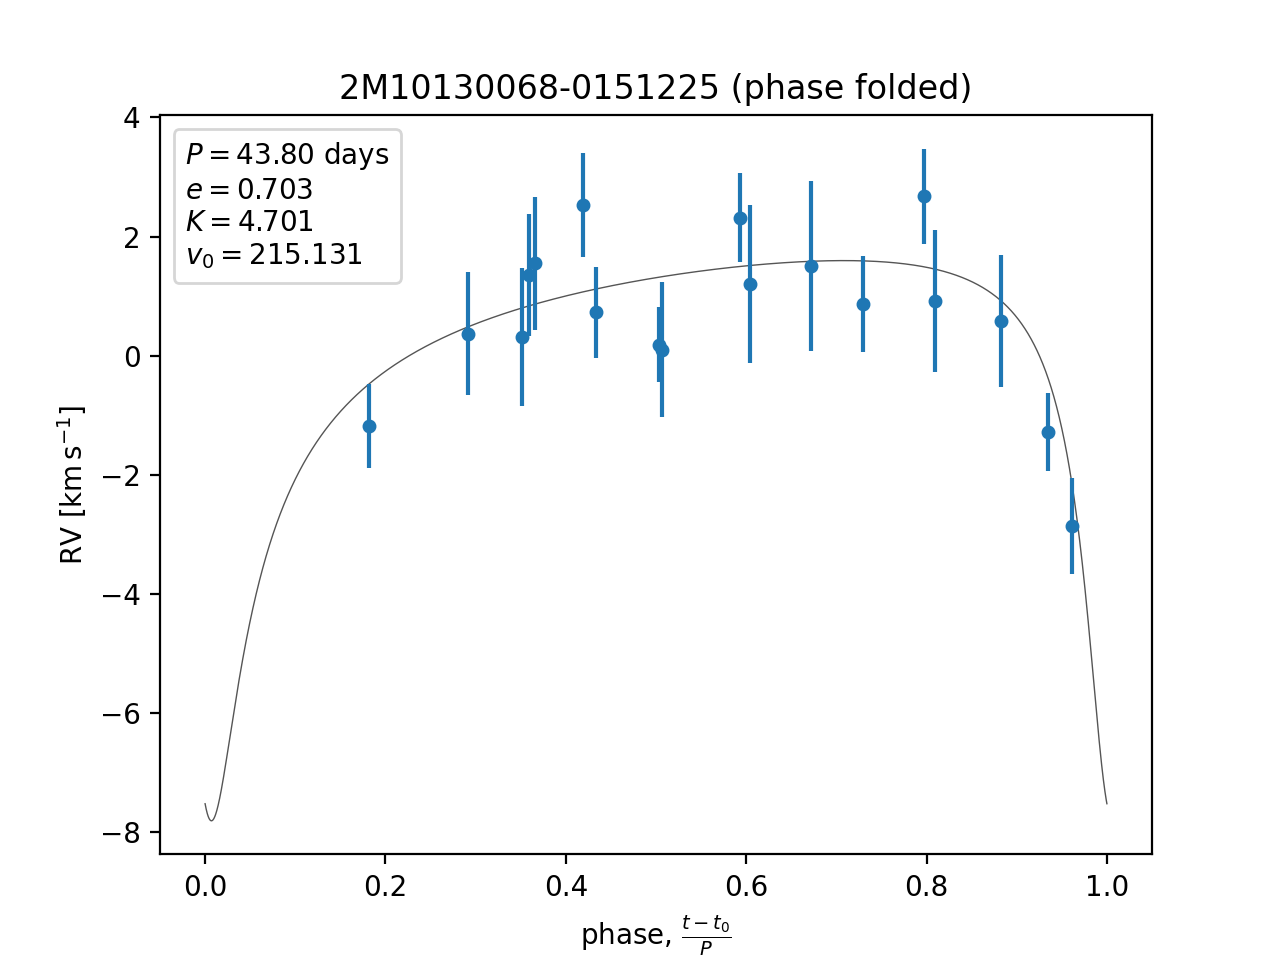 2M10130068-0151225 (phase folded)
P = 43.80 days
e = 0.703
K = 4.701
v₀ = 215.131
4
2
0
−2
−4
−6
−8
RV [km s⁻¹]
0.0 0.2 0.4 0.6 0.8 1.0
phase, (t − t₀)/P